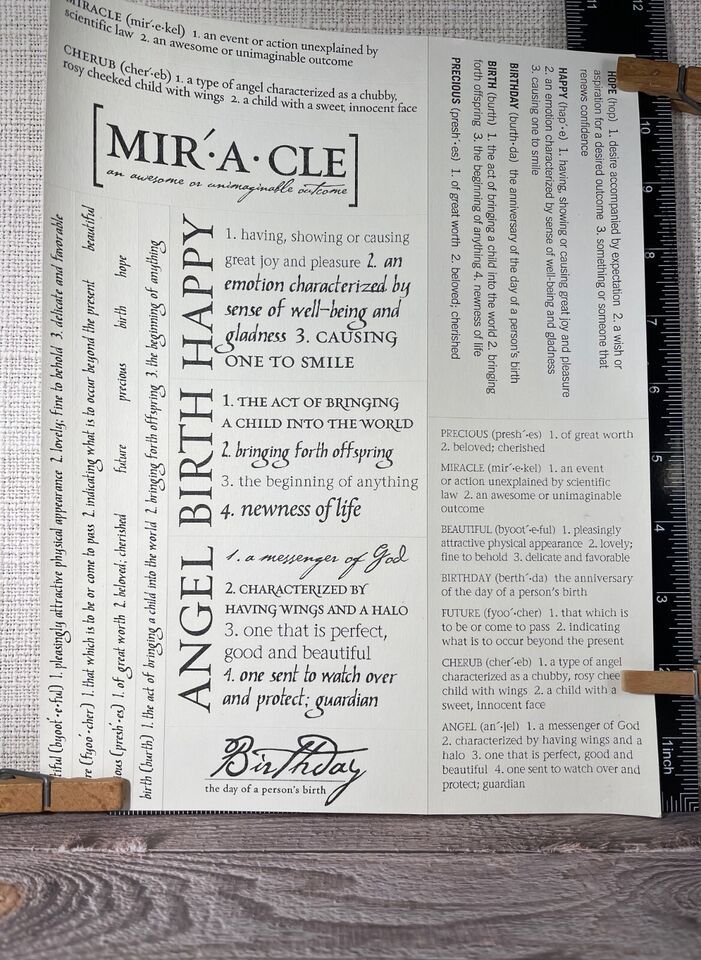 MIRACLE (mir´·e·kel) 1. an event or action unexplained by
scientific law 2. an awesome or unimaginable outcome
CHERUB (cher´·eb) 1. a type of angel characterized as a chubby,
rosy cheeked child with wings 2. a child with a sweet, innocent face
[MIR´·A·CLE]
an awesome or unimaginable outcome
1. pleasingly attractive physical appearance 2. lovely; fine to behold 3. delicate and favorable
(fyoo´·cher) 1. that which is to be or come to pass 2. indicating what is to occur beyond the present beautiful
(presh´·es) 1. of great worth 2. beloved; cherished future precious birth hope
birth (burth) 1. the act of bringing a child into the world 2. bringing forth offspring 3. the beginning of anything
HAPPY
1. having, showing or causing
great joy and pleasure 2. an
emotion characterized by
sense of well-being and
gladness 3. CAUSING
ONE TO SMILE
BIRTH
1. THE ACT OF BRINGING
A CHILD INTO THE WORLD
2. bringing forth offspring
3. the beginning of anything
4. newness of life
ANGEL
1. a messenger of God
2. CHARACTERIZED BY
HAVING WINGS AND A HALO
3. one that is perfect,
good and beautiful
4. one sent to watch over
and protect; guardian
Birthday
the day of a person's birth
HOPE (hop) 1. desire accompanied by expectation 2. a wish or
aspiration for a desired outcome 3. something or someone that
renews confidence
HAPPY (hap´·e) 1. having, showing or causing great joy and pleasure
2. an emotion characterized by sense of well-being and gladness
3. causing one to smile
BIRTHDAY (burth·da) the anniversary of the day of a person's birth
BIRTH (burth) 1. the act of bringing a child into the world 2. bringing
forth offspring 3. the beginning of anything 4. newness of life
PRECIOUS (presh´·es) 1. of great worth 2. beloved; cherished
PRECIOUS (presh´·es) 1. of great worth
2. beloved; cherished
MIRACLE (mir´·e·kel) 1. an event
or action unexplained by scientific
law 2. an awesome or unimaginable
outcome
BEAUTIFUL (byoot´·e·ful) 1. pleasingly
attractive physical appearance 2. lovely;
fine to behold 3. delicate and favorable
BIRTHDAY (berth´·da) the anniversary
of the day of a person's birth
FUTURE (fyoo´·cher) 1. that which is
to be or come to pass 2. indicating
what is to occur beyond the present
CHERUB (cher´·eb) 1. a type of angel
characterized as a chubby, rosy chee
child with wings 2. a child with a
sweet, innocent face
ANGEL (an´·jel) 1. a messenger of God
2. characterized by having wings and a
halo 3. one that is perfect, good and
beautiful 4. one sent to watch over and
protect; guardian
12
10
9
8
7
6
5
4
3
1inch